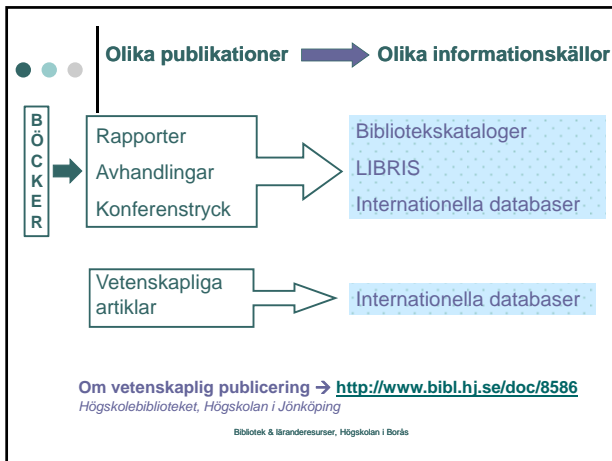 Olika publikationer Olika informationskällor
BÖCKER
Rapporter
Avhandlingar
Konferenstryck
Bibliotekskataloger
LIBRIS
Internationella databaser
Vetenskapliga
artiklar
Internationella databaser
Om vetenskaplig publicering → http://www.bibl.hj.se/doc/8586
Högskolebiblioteket, Högskolan i Jönköping
Bibliotek & läranderesurser, Högskolan i Borås